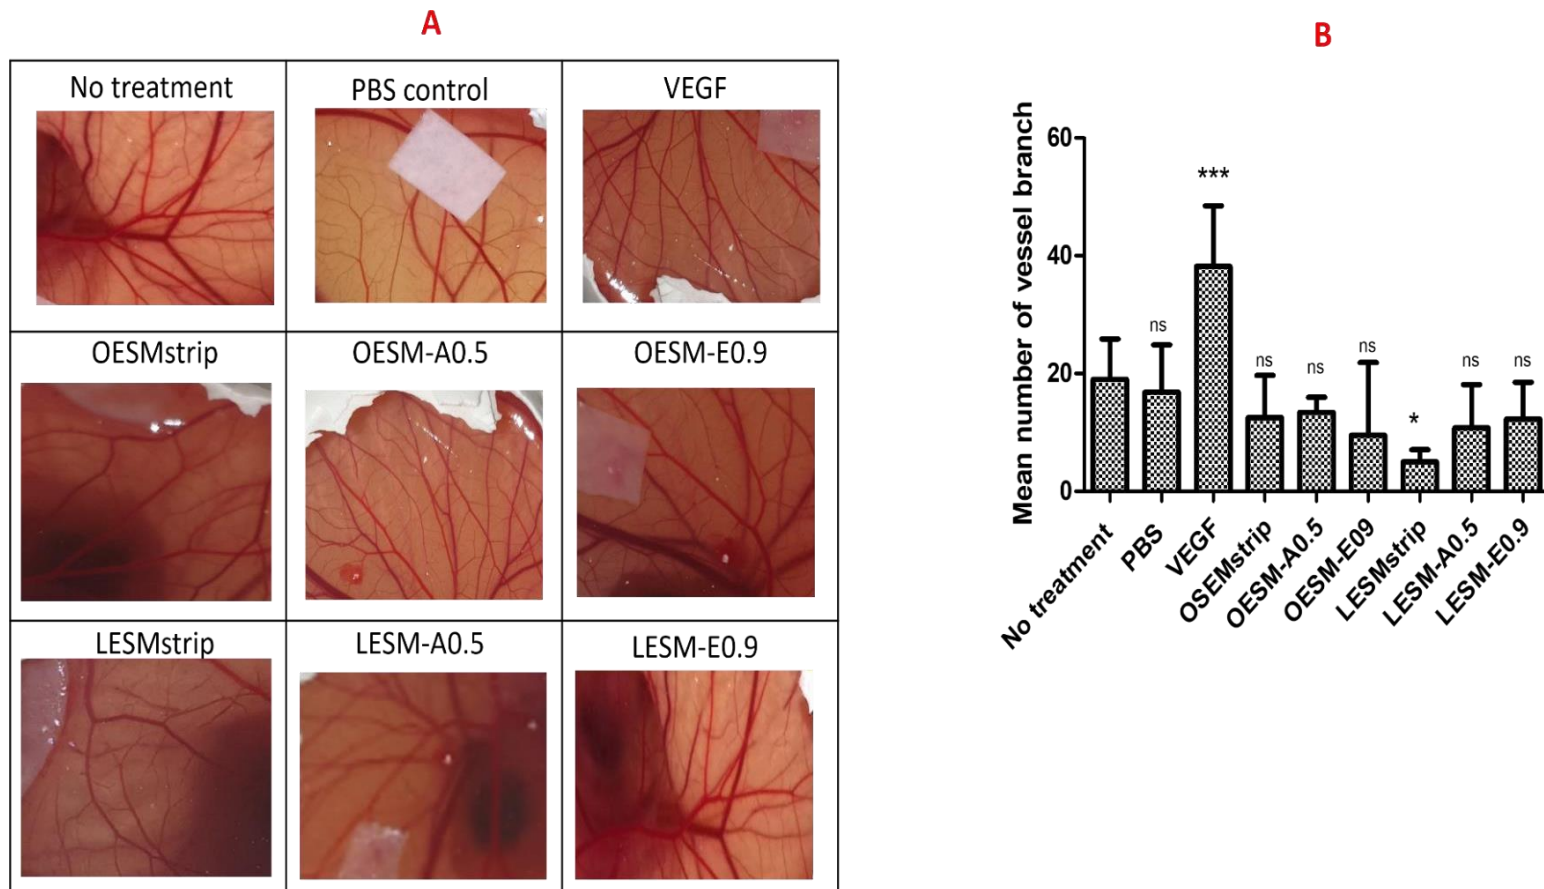 A
No treatment
PBS control
VEGF
OESMstrip
OESM-A0.5
OESM-E0.9
LESMstrip
LESM-A0.5
LESM-E0.9
B
Mean number of vessel branch
60
40
20
0
ns
***
ns
ns
ns
*
ns
ns
No treatment
PBS
VEGF
OSEMstrip
OESM-A0.5
OESM-E09
LESMstrip
LESM-A0.5
LESM-E0.9